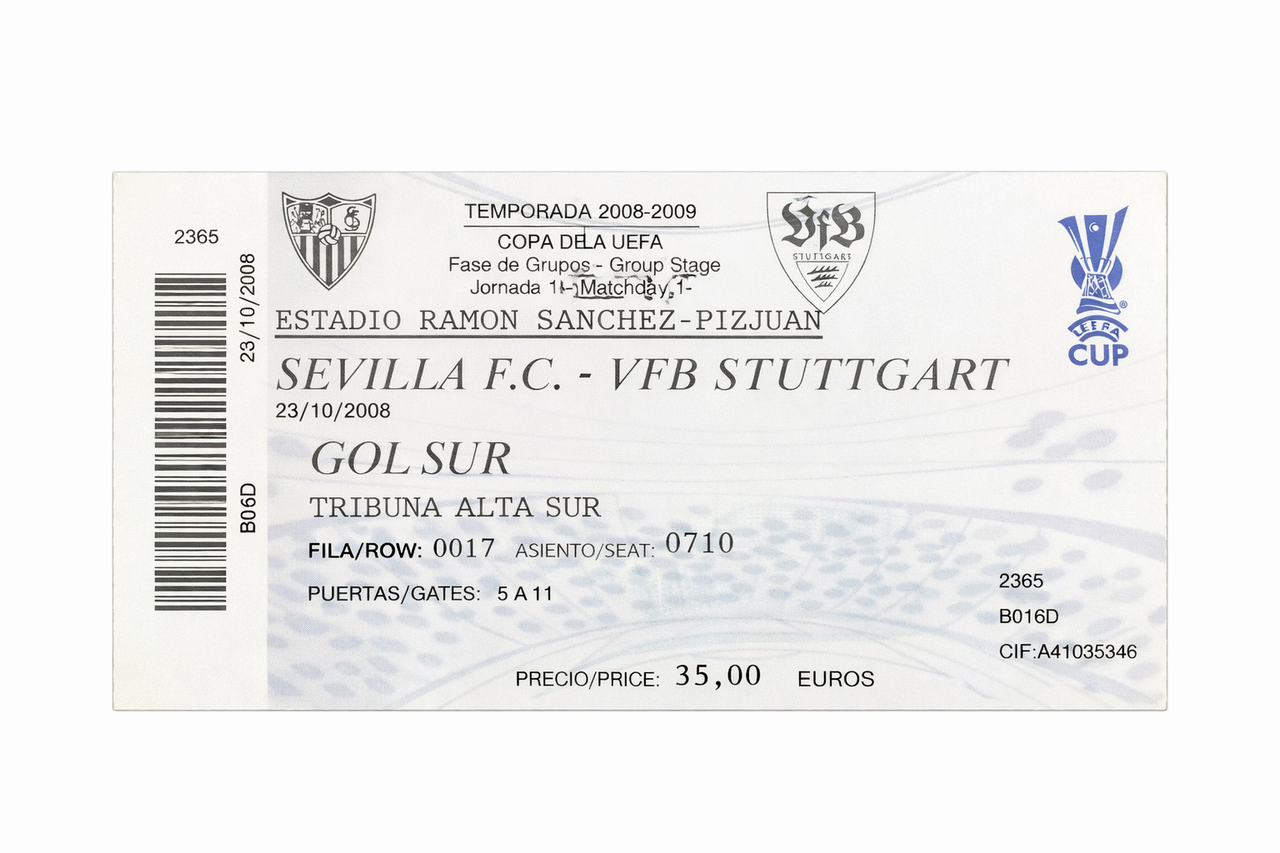 2365
23/10/2008
B06D
TEMPORADA 2008-2009
COPA DE LA UEFA
Fase de Grupos - Group Stage
Jornada 1 - Matchday 1-
VfB
STUTTGART
ESTADIO RAMON SANCHEZ-PIZJUAN
SEVILLA F.C. - VFB STUTTGART
23/10/2008
GOL SUR
TRIBUNA ALTA SUR
FILA/ROW: 0017 ASIENTO/SEAT: 0710
PUERTAS/GATES: 5 A 11
PRECIO/PRICE: 35,00 EUROS
®
CUP
2365
B016D
CIF:A41035346